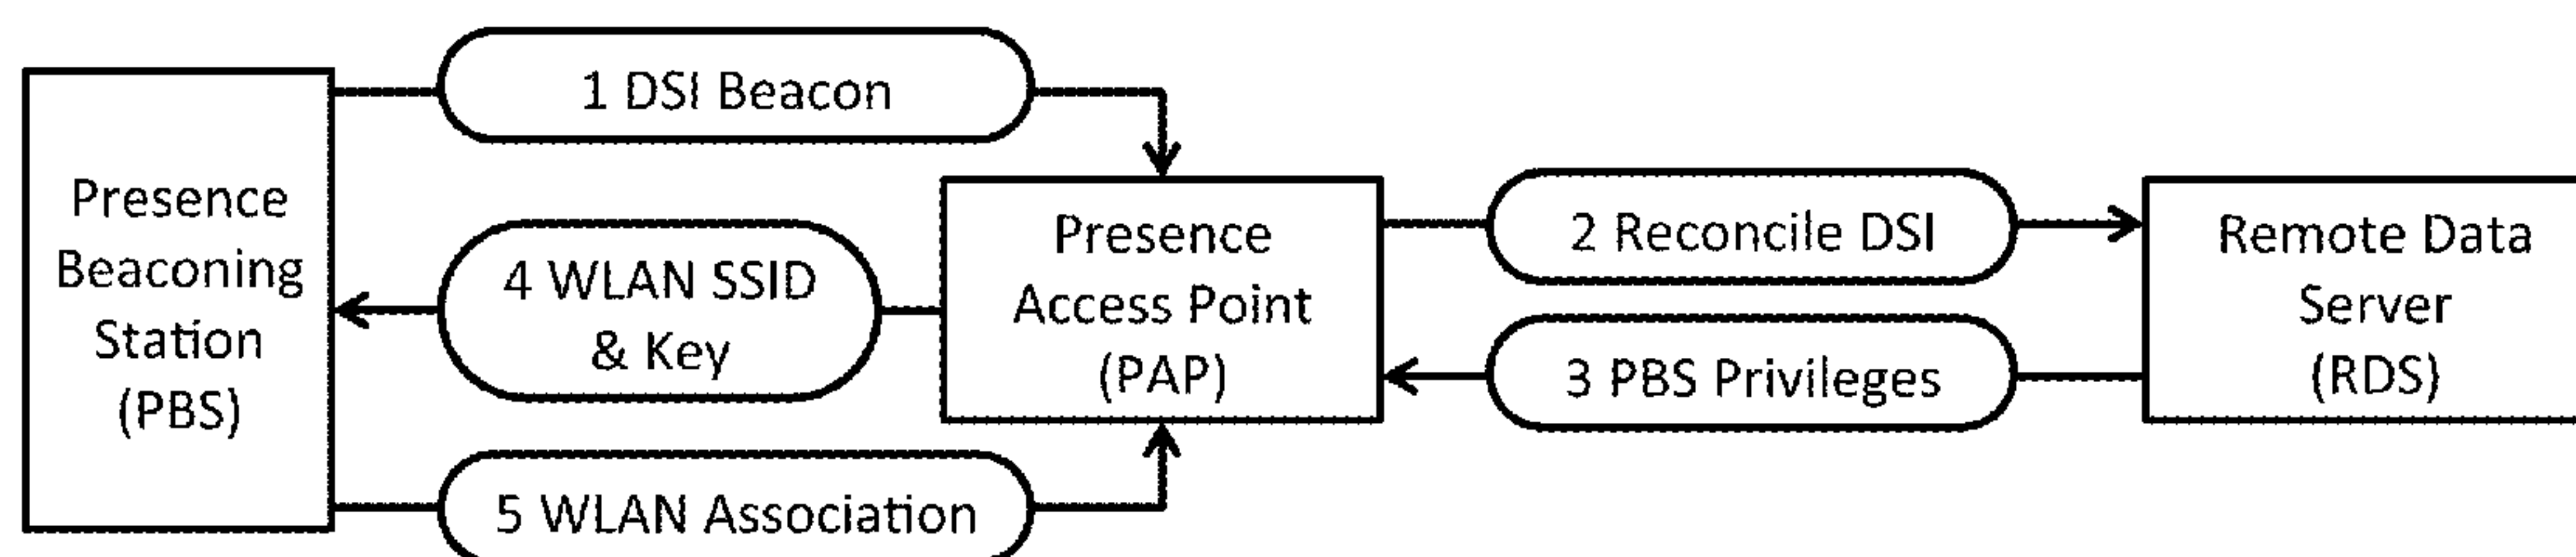 1 DSI Beacon
Presence
Beaconing
Station
(PBS)
4 WLAN SSID
& Key
5 WLAN Association
Presence
Access Point
(PAP)
2 Reconcile DSI
3 PBS Privileges
Remote Data
Server
(RDS)